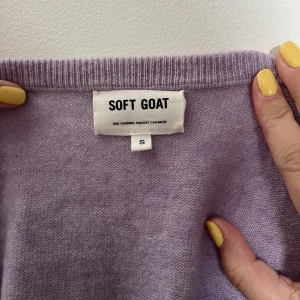 SOFT GOAT
ONE HUNDRED PERCENT CASHMERE
S